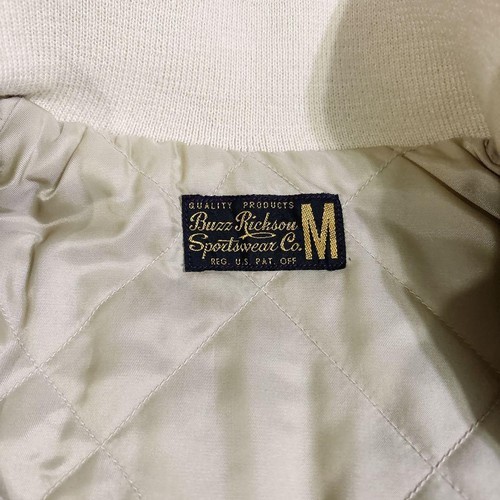 QUALITY PRODUCTS
Buzz Rickson
Sportswear Co.
M
REG. U.S. PAT. OFF